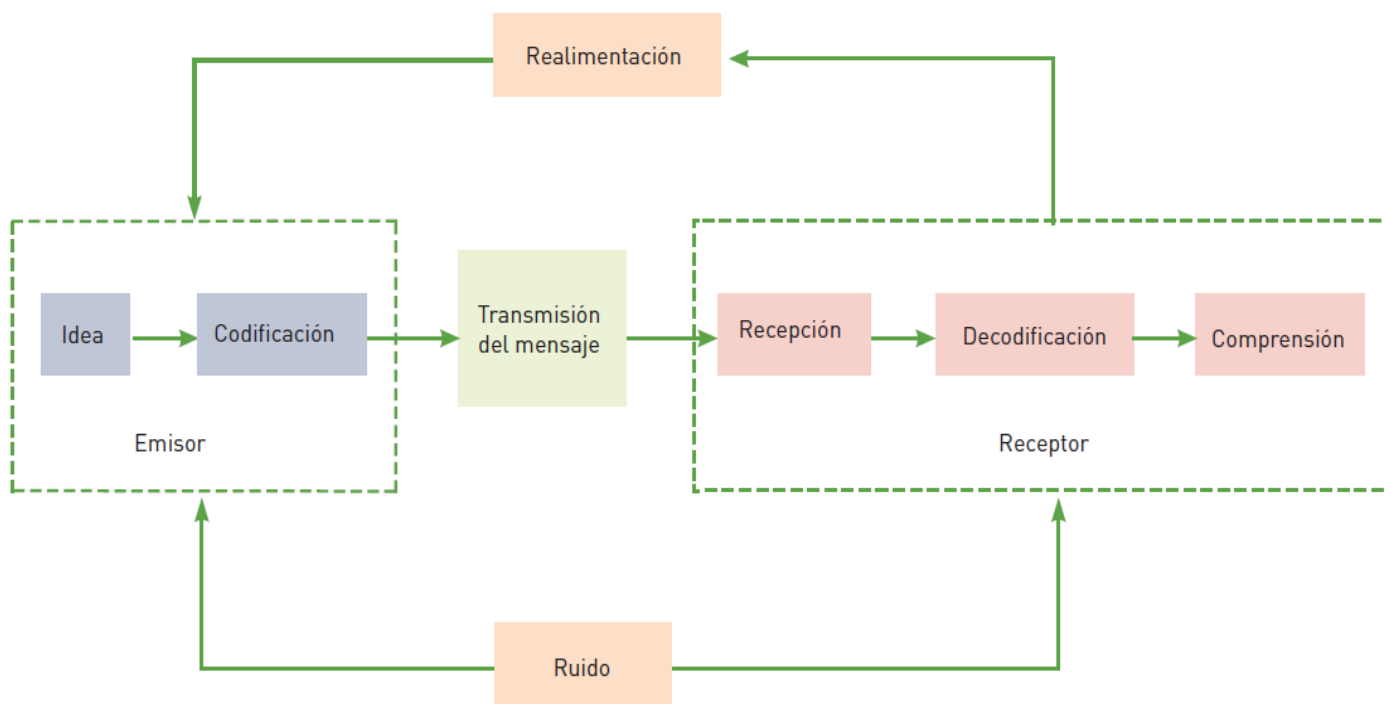 Realimentación
Idea
Codificación
Emisor
Transmisión
del mensaje
Recepción
Decodificación
Comprensión
Receptor
Ruido